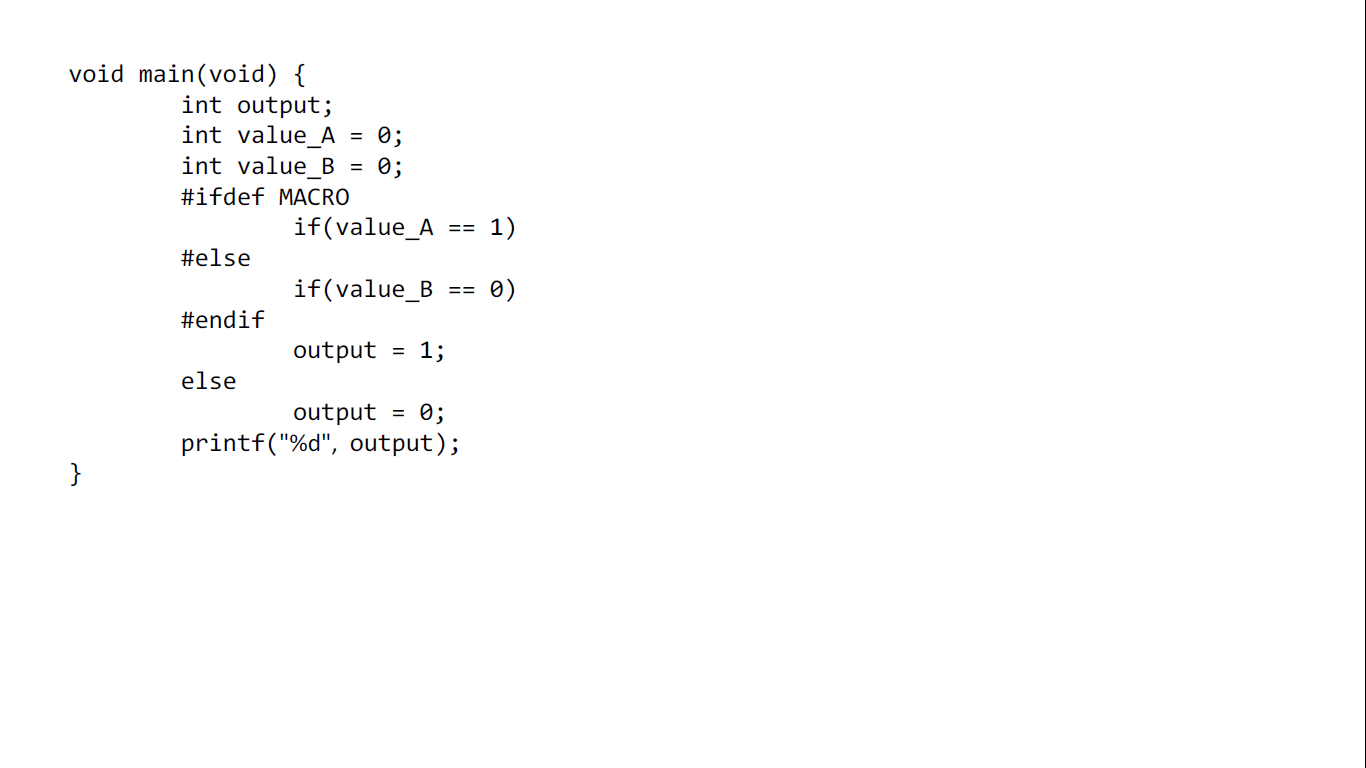 void main(void) {
int output;
int value_A = 0;
int value_B = 0;
#ifdef MACRO
if(value_A == 1)
#else
if(value_B == 0)
#endif
output = 1;
else
output = 0;
printf("%d", output);
}